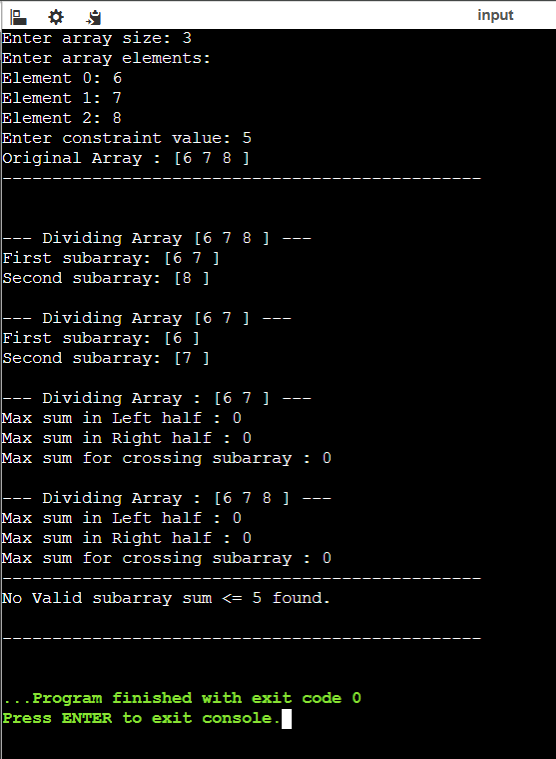 input
Enter array size: 3
Enter array elements:
Element 0: 6
Element 1: 7
Element 2: 8
Enter constraint value: 5
Original Array : [6 7 8 ]
------------------------------------------------
--- Dividing Array [6 7 8 ] ---
First subarray: [6 7 ]
Second subarray: [8 ]
--- Dividing Array [6 7 ] ---
First subarray: [6 ]
Second subarray: [7 ]
--- Dividing Array : [6 7 ] ---
Max sum in Left half : 0
Max sum in Right half : 0
Max sum for crossing subarray : 0
--- Dividing Array : [6 7 8 ] ---
Max sum in Left half : 0
Max sum in Right half : 0
Max sum for crossing subarray : 0
------------------------------------------------
No Valid subarray sum <= 5 found.
------------------------------------------------
...Program finished with exit code 0
Press ENTER to exit console.